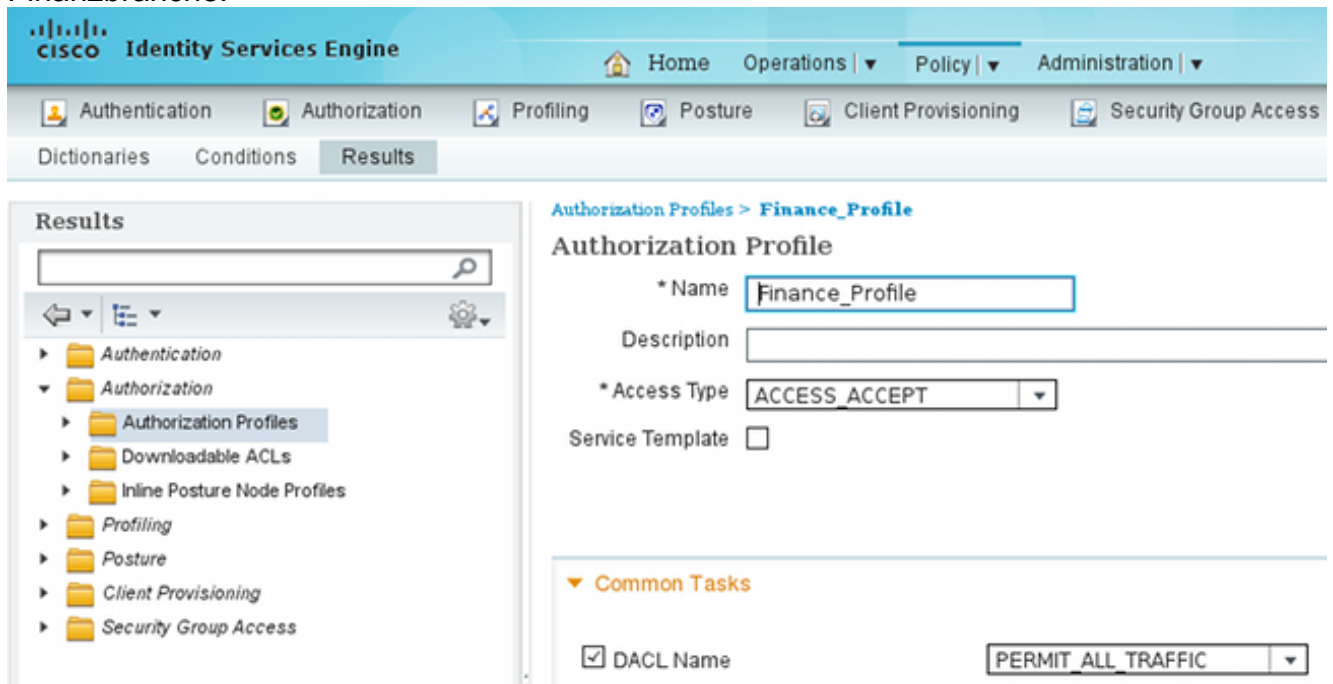 Finanzbranche.
cisco Identity Services Engine
Home Operations | ▼ Policy | ▼ Administration | ▼
Authentication Authorization Profiling Posture Client Provisioning Security Group Access
Dictionaries Conditions Results
Results
Authentication
Authorization
Authorization Profiles
Downloadable ACLs
Inline Posture Node Profiles
Profiling
Posture
Client Provisioning
Security Group Access
Authorization Profiles > Finance_Profile
Authorization Profile
* Name Finance_Profile
Description
* Access Type ACCESS_ACCEPT
Service Template
Common Tasks
DACL Name PERMIT_ALL_TRAFFIC